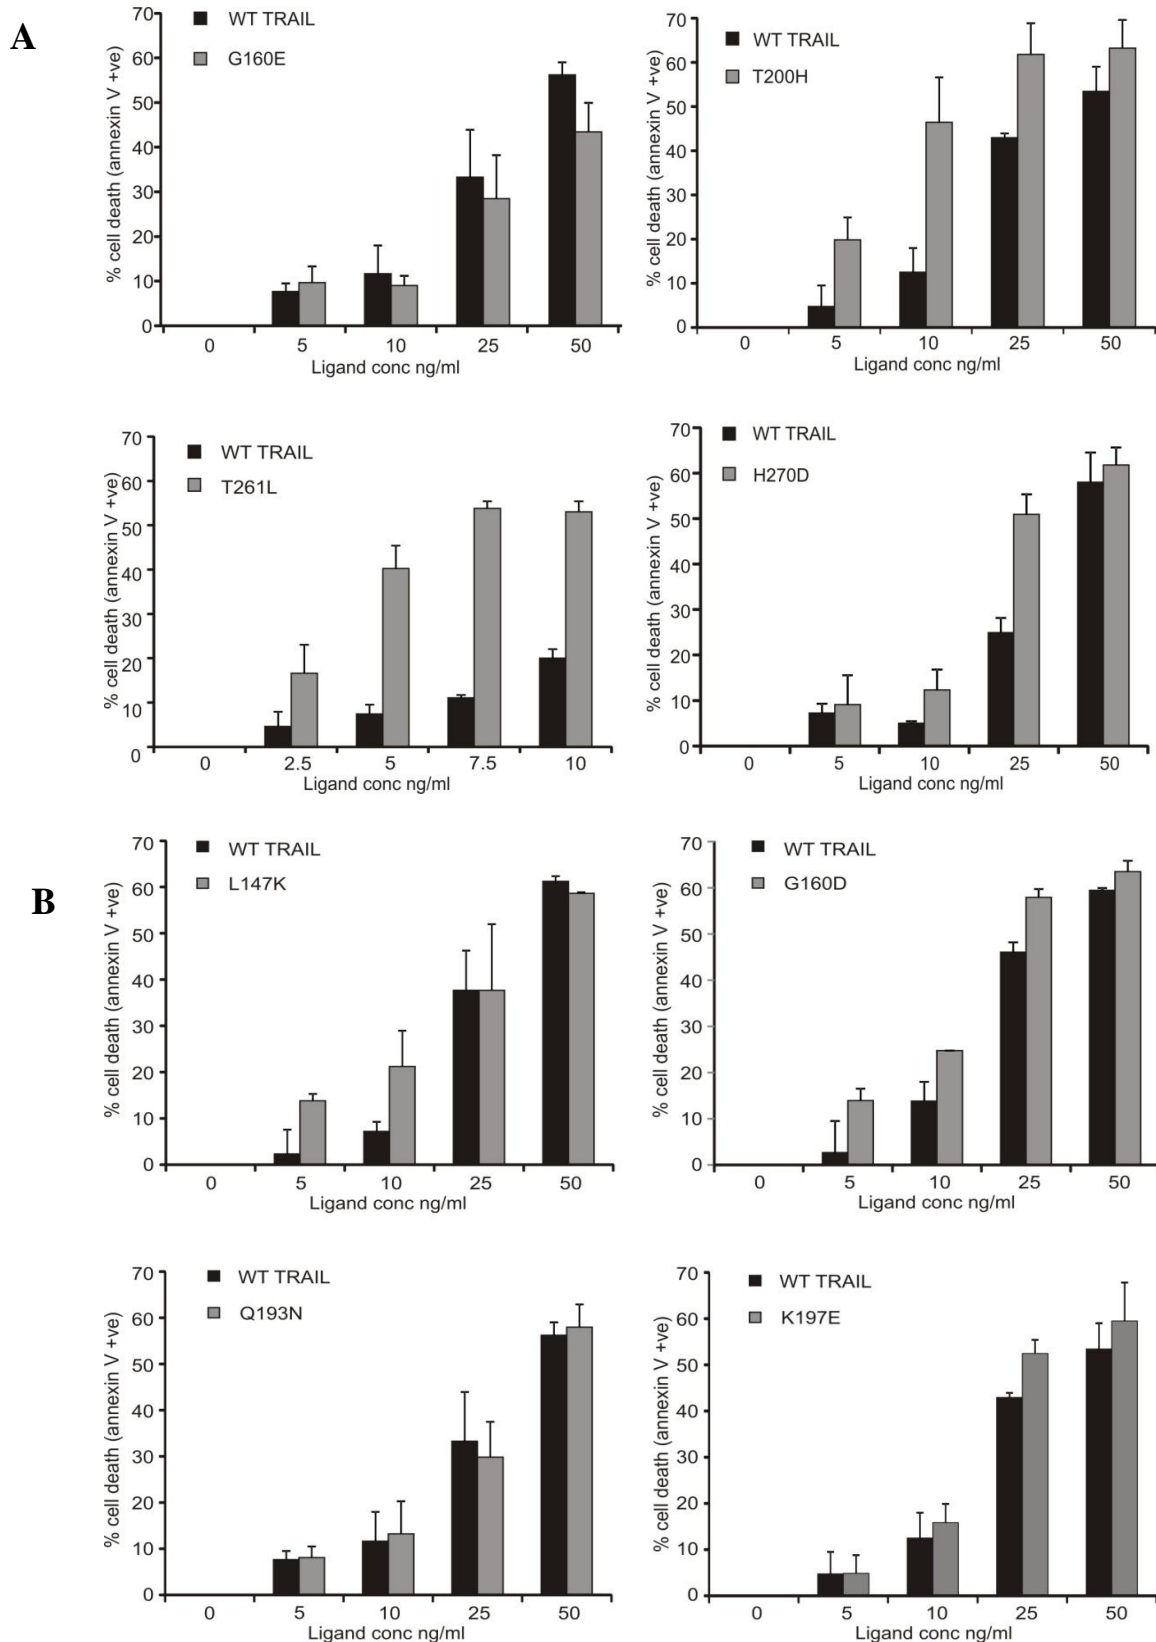 A
70
60
50
40
30
20
10
0
% cell death (annexin V +ve)
WT TRAIL
G160E
0 5 10 25 50
Ligand conc ng/ml
70
60
50
40
30
20
10
0
% cell death (annexin V +ve)
WT TRAIL
T200H
0 5 10 25 50
Ligand conc ng/ml
70
60
50
40
30
20
10
0
% cell death (annexin V +ve)
WT TRAIL
T261L
0 2.5 5 7.5 10
Ligand conc ng/ml
70
60
50
40
30
20
10
0
% cell death (annexin V +ve)
WT TRAIL
H270D
0 5 10 25 50
Ligand conc ng/ml
B
70
60
50
40
30
20
10
0
% cell death (annexin V +ve)
WT TRAIL
L147K
0 5 10 25 50
Ligand conc ng/ml
70
60
50
40
30
20
10
0
% cell death (annexin V +ve)
WT TRAIL
G160D
0 5 10 25 50
Ligand conc ng/ml
70
60
50
40
30
20
10
0
% cell death (annexin V +ve)
WT TRAIL
Q193N
0 5 10 25 50
Ligand conc ng/ml
70
60
50
40
30
20
10
0
% cell death (annexin V +ve)
WT TRAIL
K197E
0 5 10 25 50
Ligand conc ng/ml